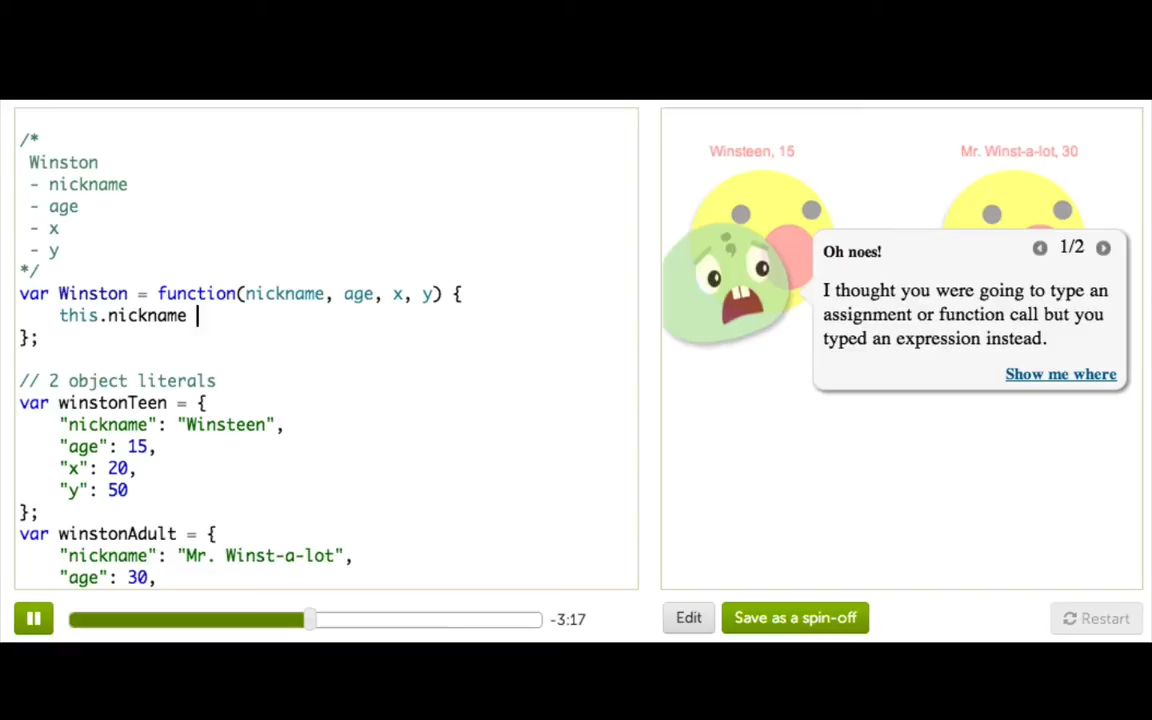 /*
Winston
- nickname
- age
- x
- y
*/
var Winston = function(nickname, age, x, y) {
this.nickname
};
// 2 object literals
var winstonTeen = {
"nickname": "Winsteen",
"age": 15,
"x": 20,
"y": 50
};
var winstonAdult = {
"nickname": "Mr. Winst-a-lot",
"age": 30,
-3:17
Winsteen, 15
Mr. Winst-a-lot, 30
Oh noes!
1/2
I thought you were going to type an
assignment or function call but you
typed an expression instead.
Show me where
Edit
Save as a spin-off
Restart